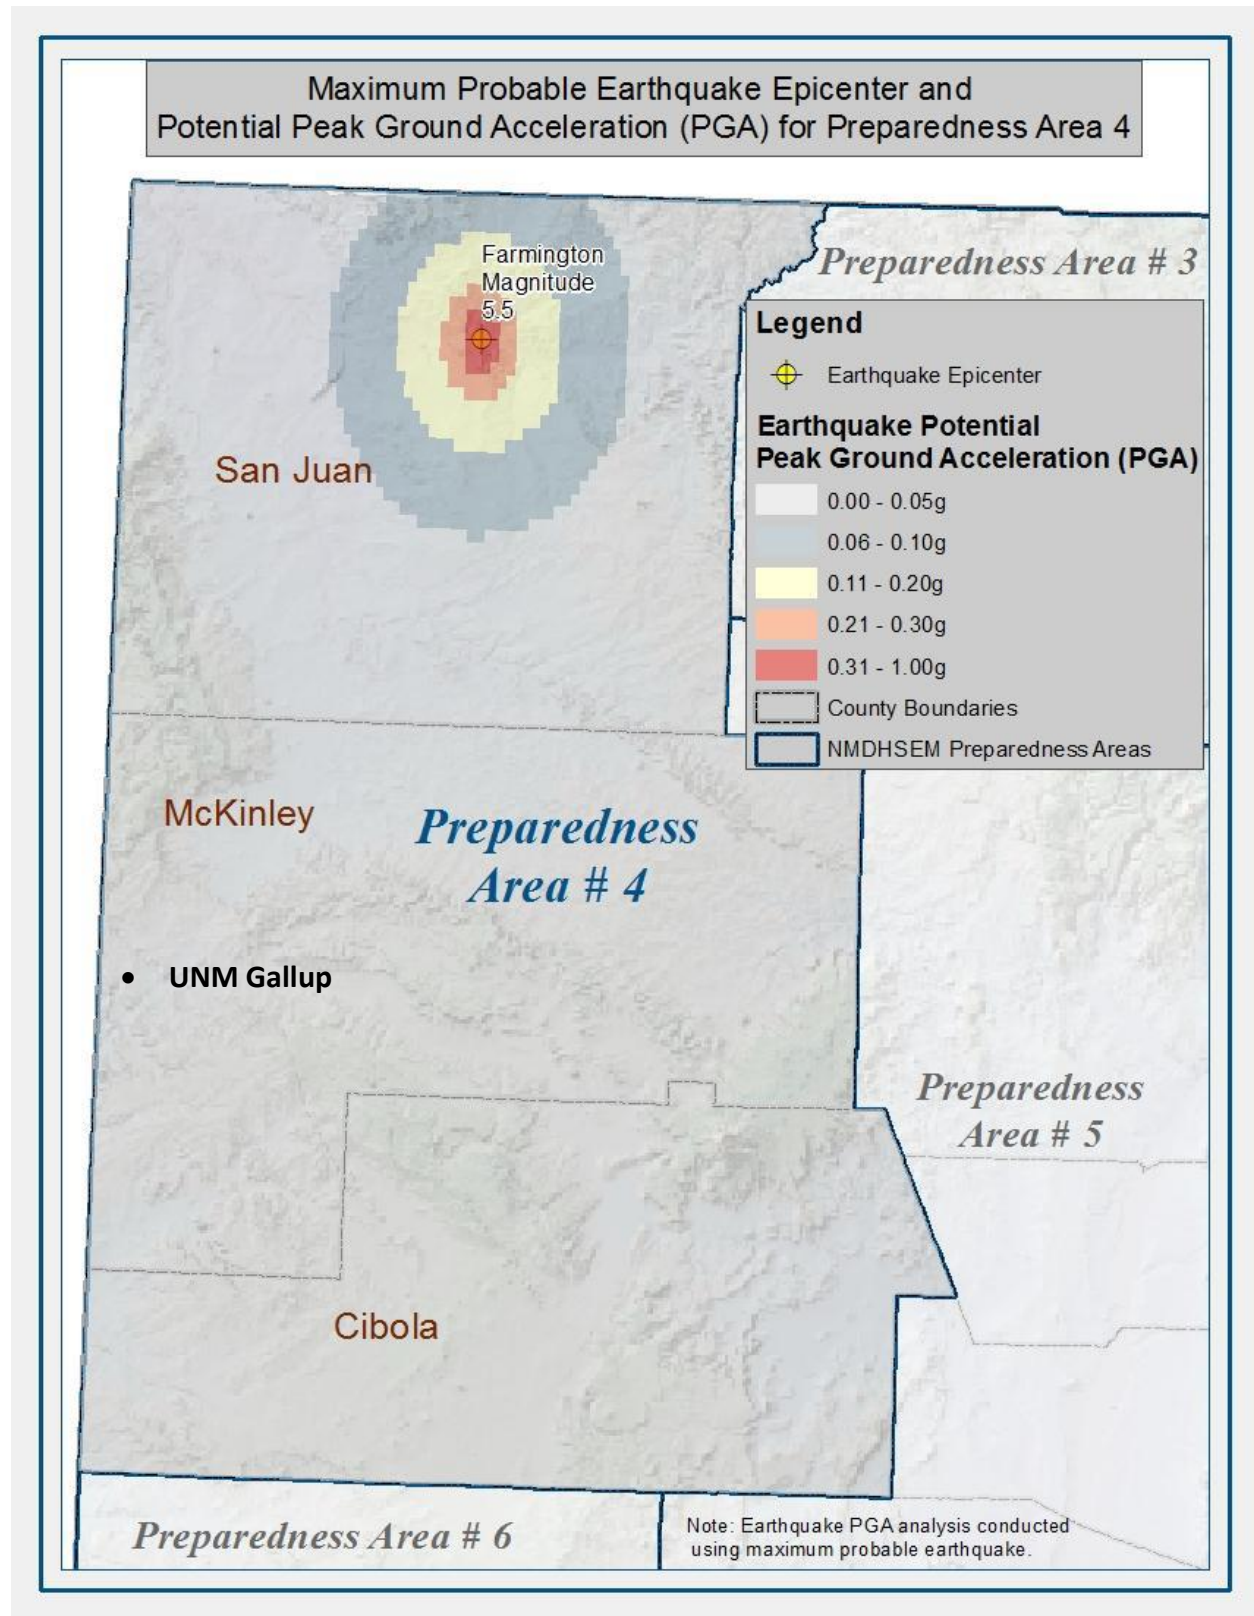 Maximum Probable Earthquake Epicenter and
Potential Peak Ground Acceleration (PGA) for Preparedness Area 4
Farmington
Magnitude
5.5
Preparedness Area # 3
Legend
Earthquake Epicenter
Earthquake Potential
Peak Ground Acceleration (PGA)
0.00 - 0.05g
0.06 - 0.10g
0.11 - 0.20g
0.21 - 0.30g
0.31 - 1.00g
County Boundaries
NMDHSEM Preparedness Areas
San Juan
McKinley
Preparedness
Area # 4
• UNM Gallup
Preparedness
Area # 5
Cibola
Preparedness Area # 6
Note: Earthquake PGA analysis conducted
using maximum probable earthquake.